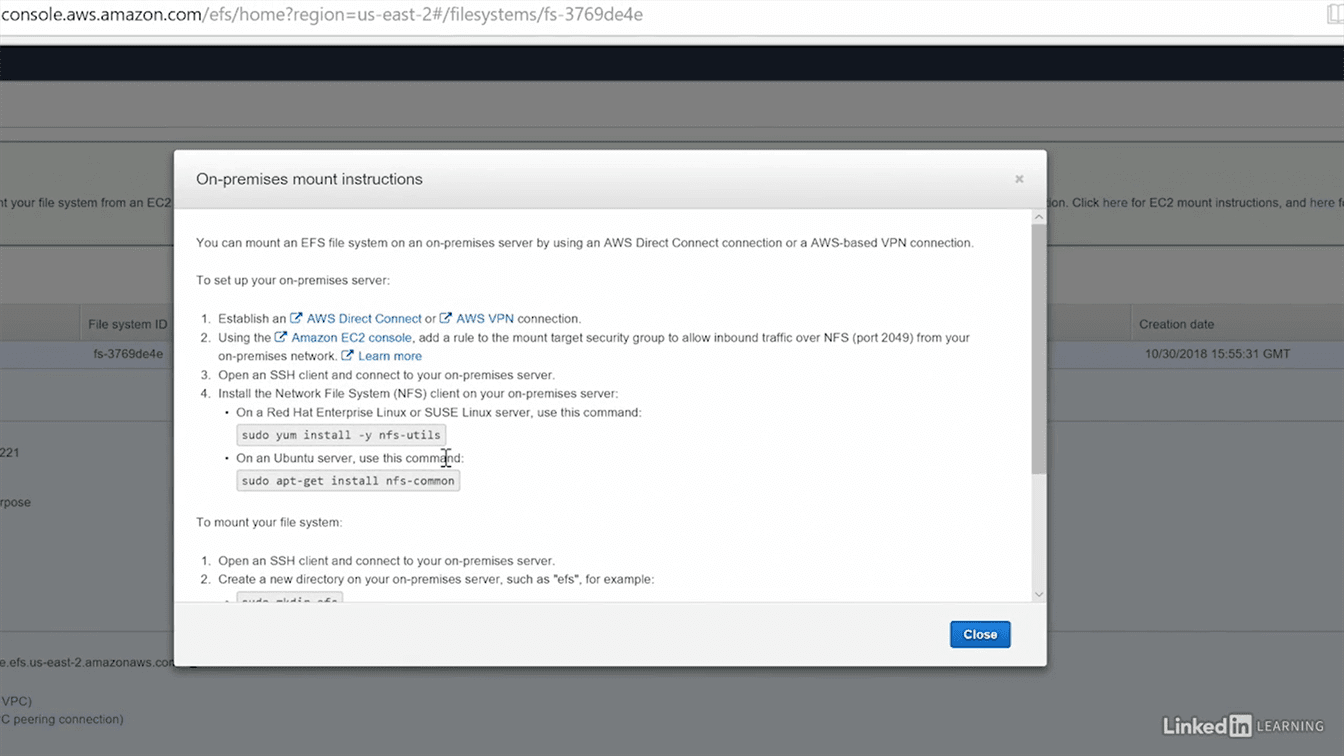 console.aws.amazon.com/efs/home?region=us-east-2#/filesystems/fs-3769de4e
On-premises mount instructions
nt your file system from an EC2
ion. Click here for EC2 mount instructions, and here fo
You can mount an EFS file system on an on-premises server by using an AWS Direct Connect connection or a AWS-based VPN connection.
To set up your on-premises server:
1. Establish an AWS Direct Connect or AWS VPN connection.
File system ID
Creation date
2. Using the Amazon EC2 console, add a rule to the mount target security group to allow inbound traffic over NFS (port 2049) from your
on-premises network. Learn more
fs-3769de4e
10/30/2018 15:55:31 GMT
3. Open an SSH client and connect to your on-premises server.
4. Install the Network File System (NFS) client on your on-premises server:
• On a Red Hat Enterprise Linux or SUSE Linux server, use this command:
sudo yum install -y nfs-utils
221
• On an Ubuntu server, use this command:
sudo apt-get install nfs-common
rpose
To mount your file system:
1. Open an SSH client and connect to your on-premises server.
2. Create a new directory on your on-premises server, such as "efs", for example:
• sudo mkdir efs
Close
e.efs.us-east-2.amazonaws.com
VPC)
C peering connection)
LinkedIn LEARNING